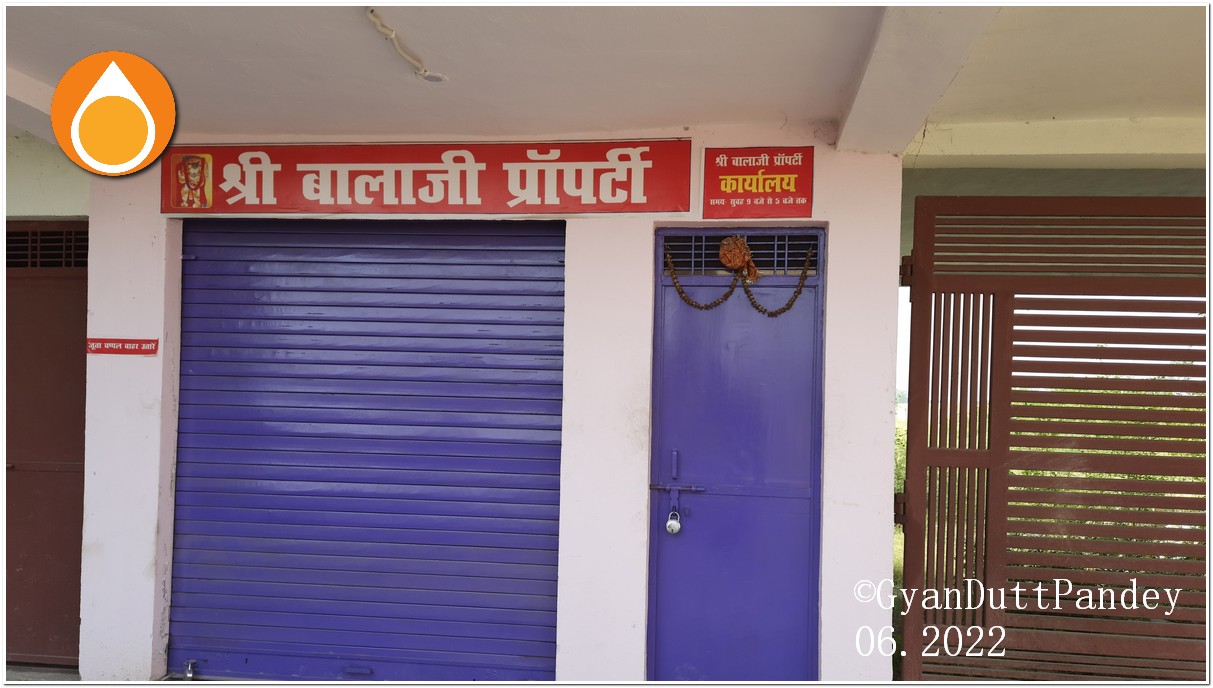 श्री बालाजी प्रॉपर्टी
श्री बालाजी प्रॉपर्टी
कार्यालय
समय- सुबह 9 बजे से 5 बजे तक
जूता चप्पल बाहर उतारें
©GyanDuttPandey
06.2022